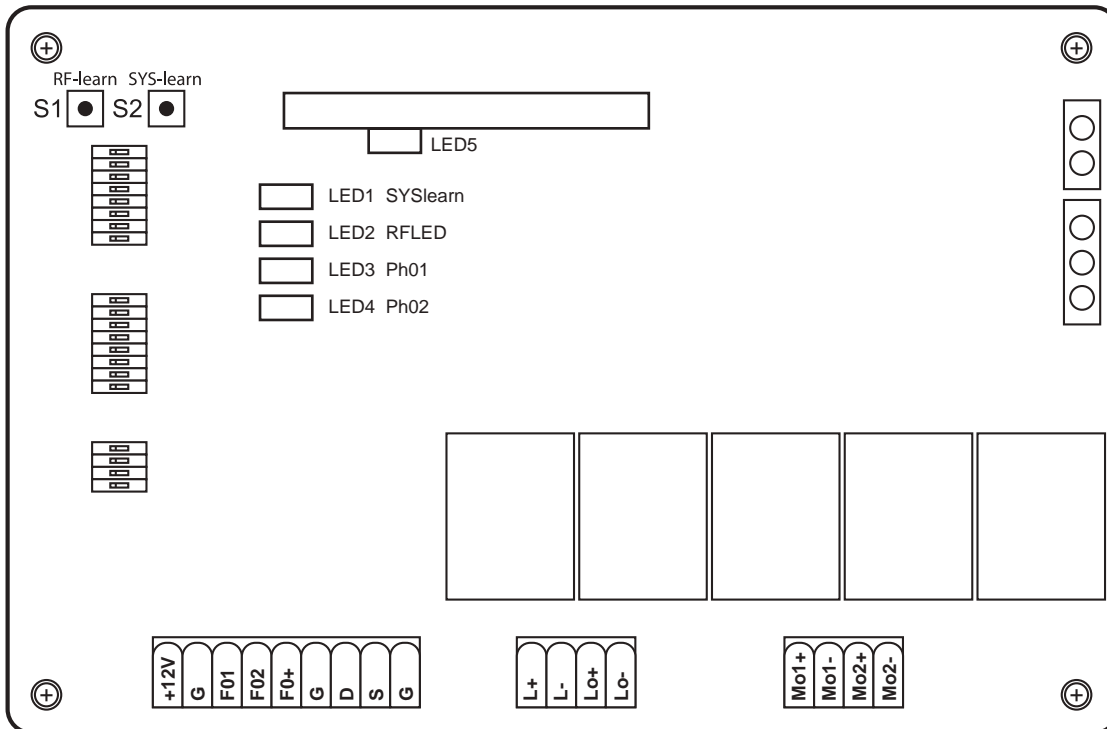 RF-learn SYS-learn
S1 S2
LED5
LED1 SYSlearn
LED2 RFLED
LED3 Ph01
LED4 Ph02
+12V G F01 F02 F0+ G D S G
L+ L- Lo+ Lo-
Mo1+ Mo1- Mo2+ Mo2-